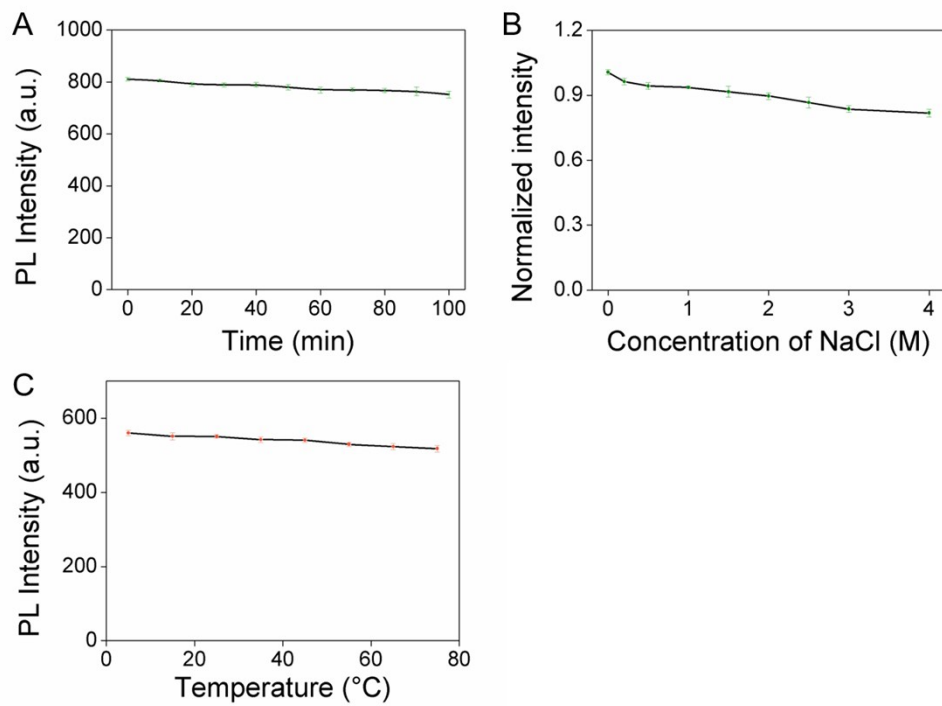 A
PL Intensity (a.u.)
1000
800
600
400
200
0
0 20 40 60 80 100
Time (min)
B
Normalized intensity
1.2
0.9
0.6
0.3
0.0
0 1 2 3 4
Concentration of NaCl (M)
C
PL Intensity (a.u.)
600
400
200
0
0 20 40 60 80
Temperature (°C)